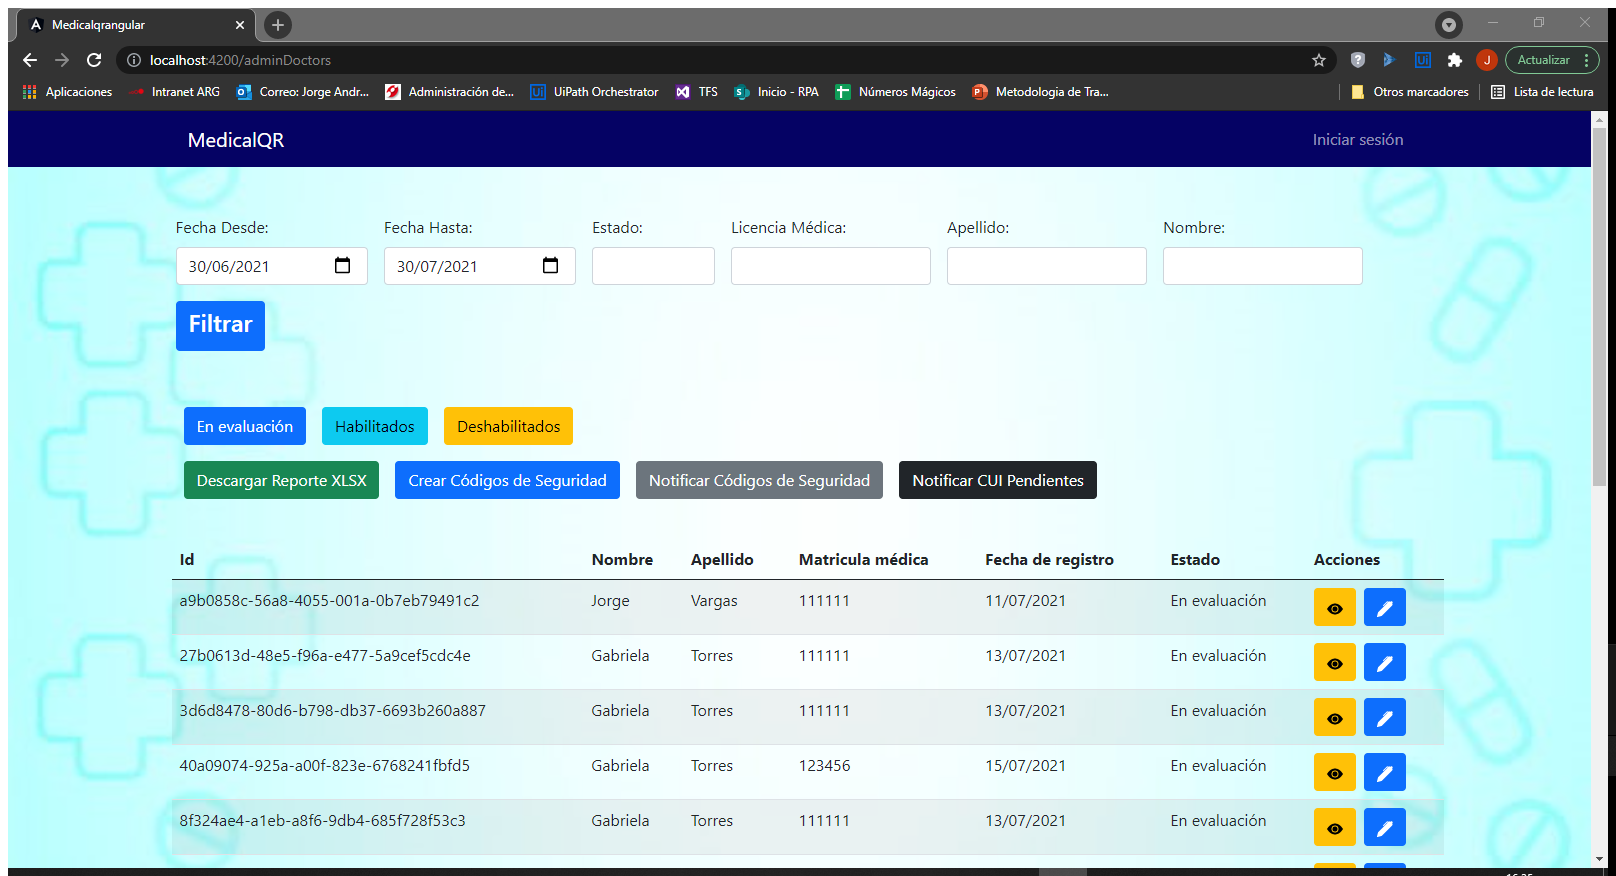 Medicalqrangular
localhost:4200/adminDoctors
J
Actualizar
Aplicaciones
Intranet ARG
Correo: Jorge Andr...
Administración de...
UiPath Orchestrator
TFS
Inicio - RPA
Números Mágicos
Metodologia de Tra...
Otros marcadores
Lista de lectura
MedicalQR
Iniciar sesión
Fecha Desde: Fecha Hasta: Estado: Licencia Médica: Apellido: Nombre:
30/06/2021 30/07/2021
Filtrar
En evaluación Habilitados Deshabilitados
Descargar Reporte XLSX Crear Códigos de Seguridad Notificar Códigos de Seguridad Notificar CUI Pendientes
Id Nombre Apellido Matricula médica Fecha de registro Estado Acciones
a9b0858c-56a8-4055-001a-0b7eb79491c2 Jorge Vargas 111111 11/07/2021 En evaluación
27b0613d-48e5-f96a-e477-5a9cef5cdc4e Gabriela Torres 111111 13/07/2021 En evaluación
3d6d8478-80d6-b798-db37-6693b260a887 Gabriela Torres 111111 13/07/2021 En evaluación
40a09074-925a-a00f-823e-6768241fbfd5 Gabriela Torres 123456 15/07/2021 En evaluación
8f324ae4-a1eb-a8f6-9db4-685f728f53c3 Gabriela Torres 111111 13/07/2021 En evaluación